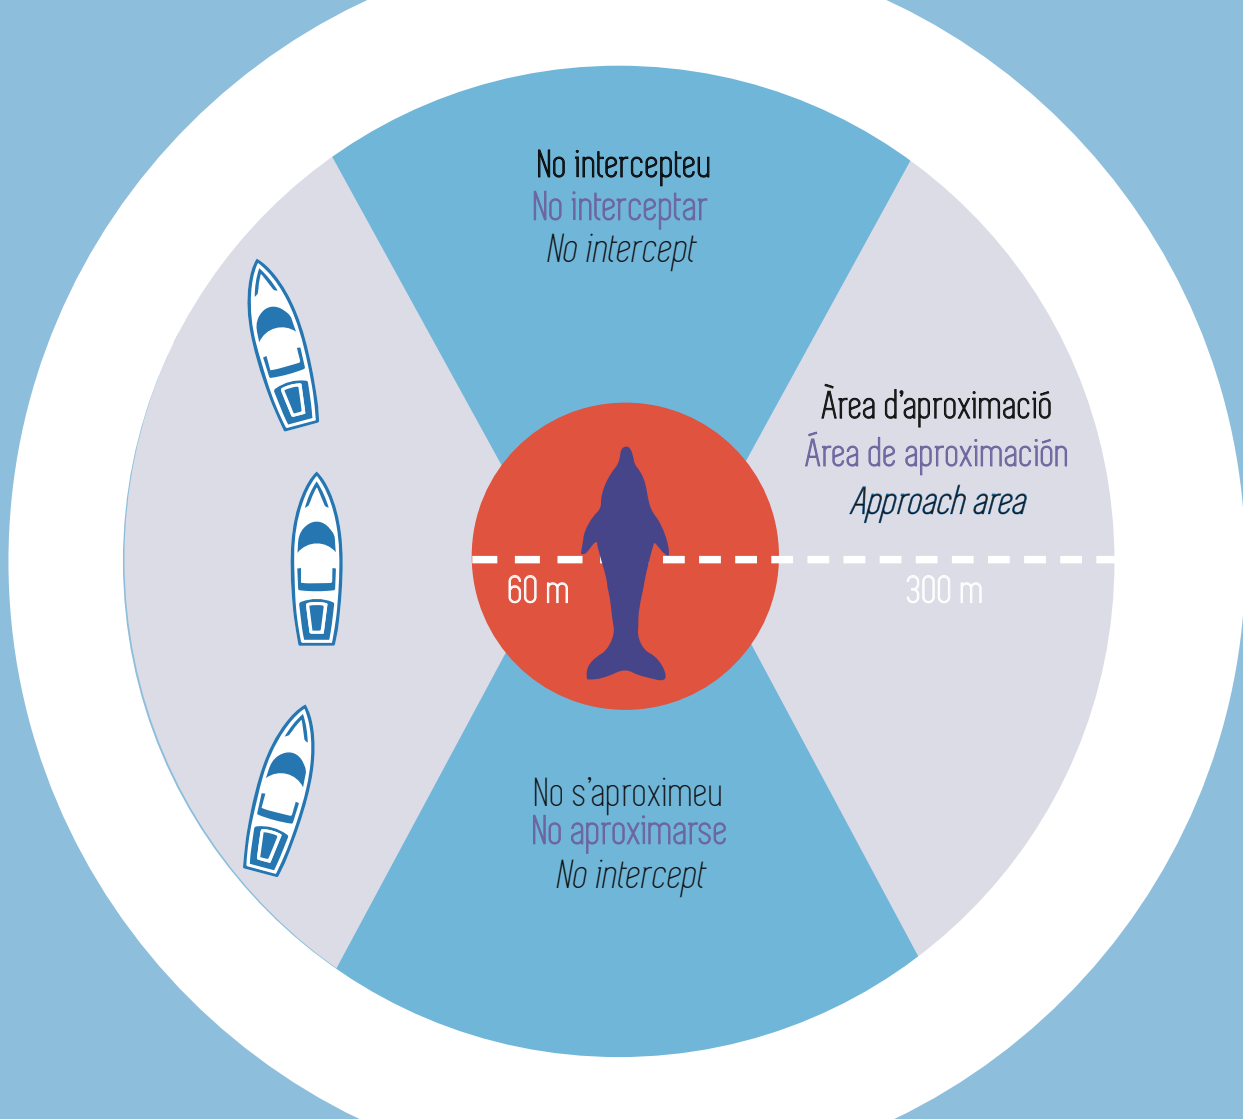 No intercepteu
No interceptar
No intercept
Àrea d'aproximació
Área de aproximación
Approach area
60 m
300 m
No s'aproximeu
No aproximarse
No intercept